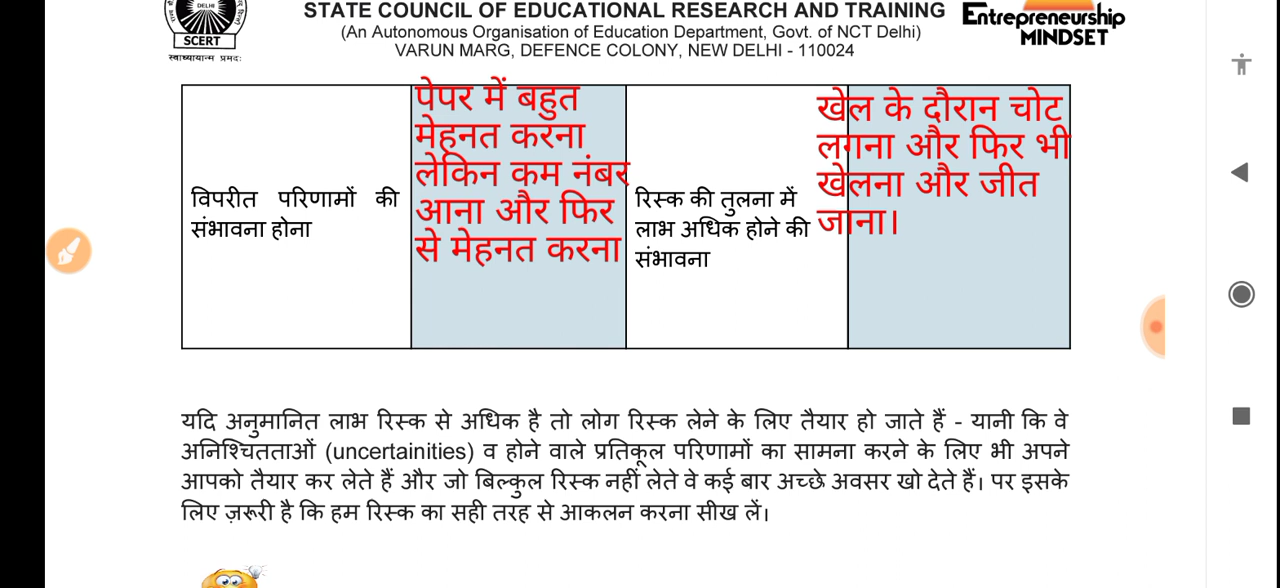 STATE COUNCIL OF EDUCATIONAL RESEARCH AND TRAINING
(An Autonomous Organisation of Education Department, Govt. of NCT Delhi)
VARUN MARG, DEFENCE COLONY, NEW DELHI - 110024
DELHI
SCERT
स्वाध्यायान्म प्रमदः
Entrepreneurship
MINDSET
विपरीत परिणामों की
संभावना होना
पेपर में बहुत
मेहनत करना
लेकिन कम नंबर
आना और फिर
से मेहनत करना
रिस्क की तुलना में
लाभ अधिक होने की
संभावना
खेल के दौरान चोट
लगना और फिर भी
खेलना और जीत
जाना।
यदि अनुमानित लाभ रिस्क से अधिक है तो लोग रिस्क लेने के लिए तैयार हो जाते हैं - यानी कि वे
अनिश्चितताओं (uncertainities) व होने वाले प्रतिकूल परिणामों का सामना करने के लिए भी अपने
आपको तैयार कर लेते हैं और जो बिल्कुल रिस्क नहीं लेते वे कई बार अच्छे अवसर खो देते हैं। पर इसके
लिए ज़रूरी है कि हम रिस्क का सही तरह से आकलन करना सीख लें।